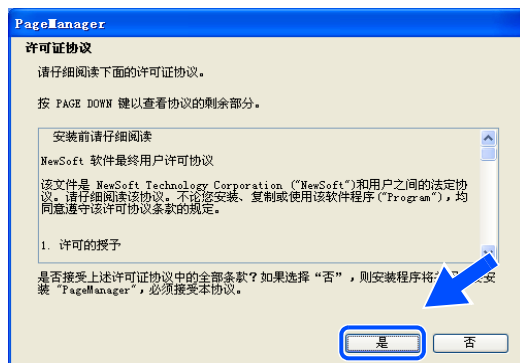 PageManager
许可证协议
请仔细阅读下面的许可证协议。
按 PAGE DOWN 键以查看协议的剩余部分。
安装前请仔细阅读
NewSoft 软件最终用户许可协议
该文件是 NewSoft Technology Corporation ("NewSoft")和用户之间的法定协
议。请仔细阅读该协议。不论您安装、复制或使用该软件程序("Program")，均
同意遵守该许可协议条款的规定。
1. 许可的授予
是否接受上述许可证协议中的全部条款？如果选择“否”，则安装程序将
装 "PageManager"，必须接受本协议。
是
否